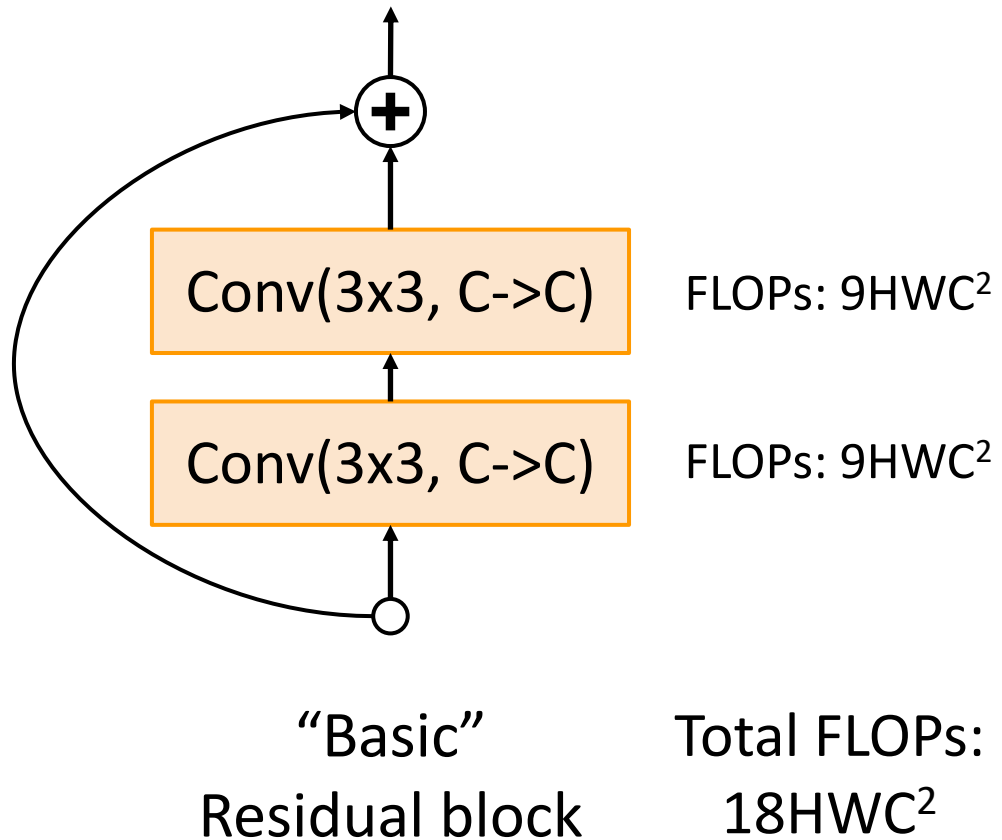 +
Conv(3x3, C->C)
FLOPs: 9HWC²
Conv(3x3, C->C)
FLOPs: 9HWC²
“Basic”
Residual block
Total FLOPs:
18HWC²